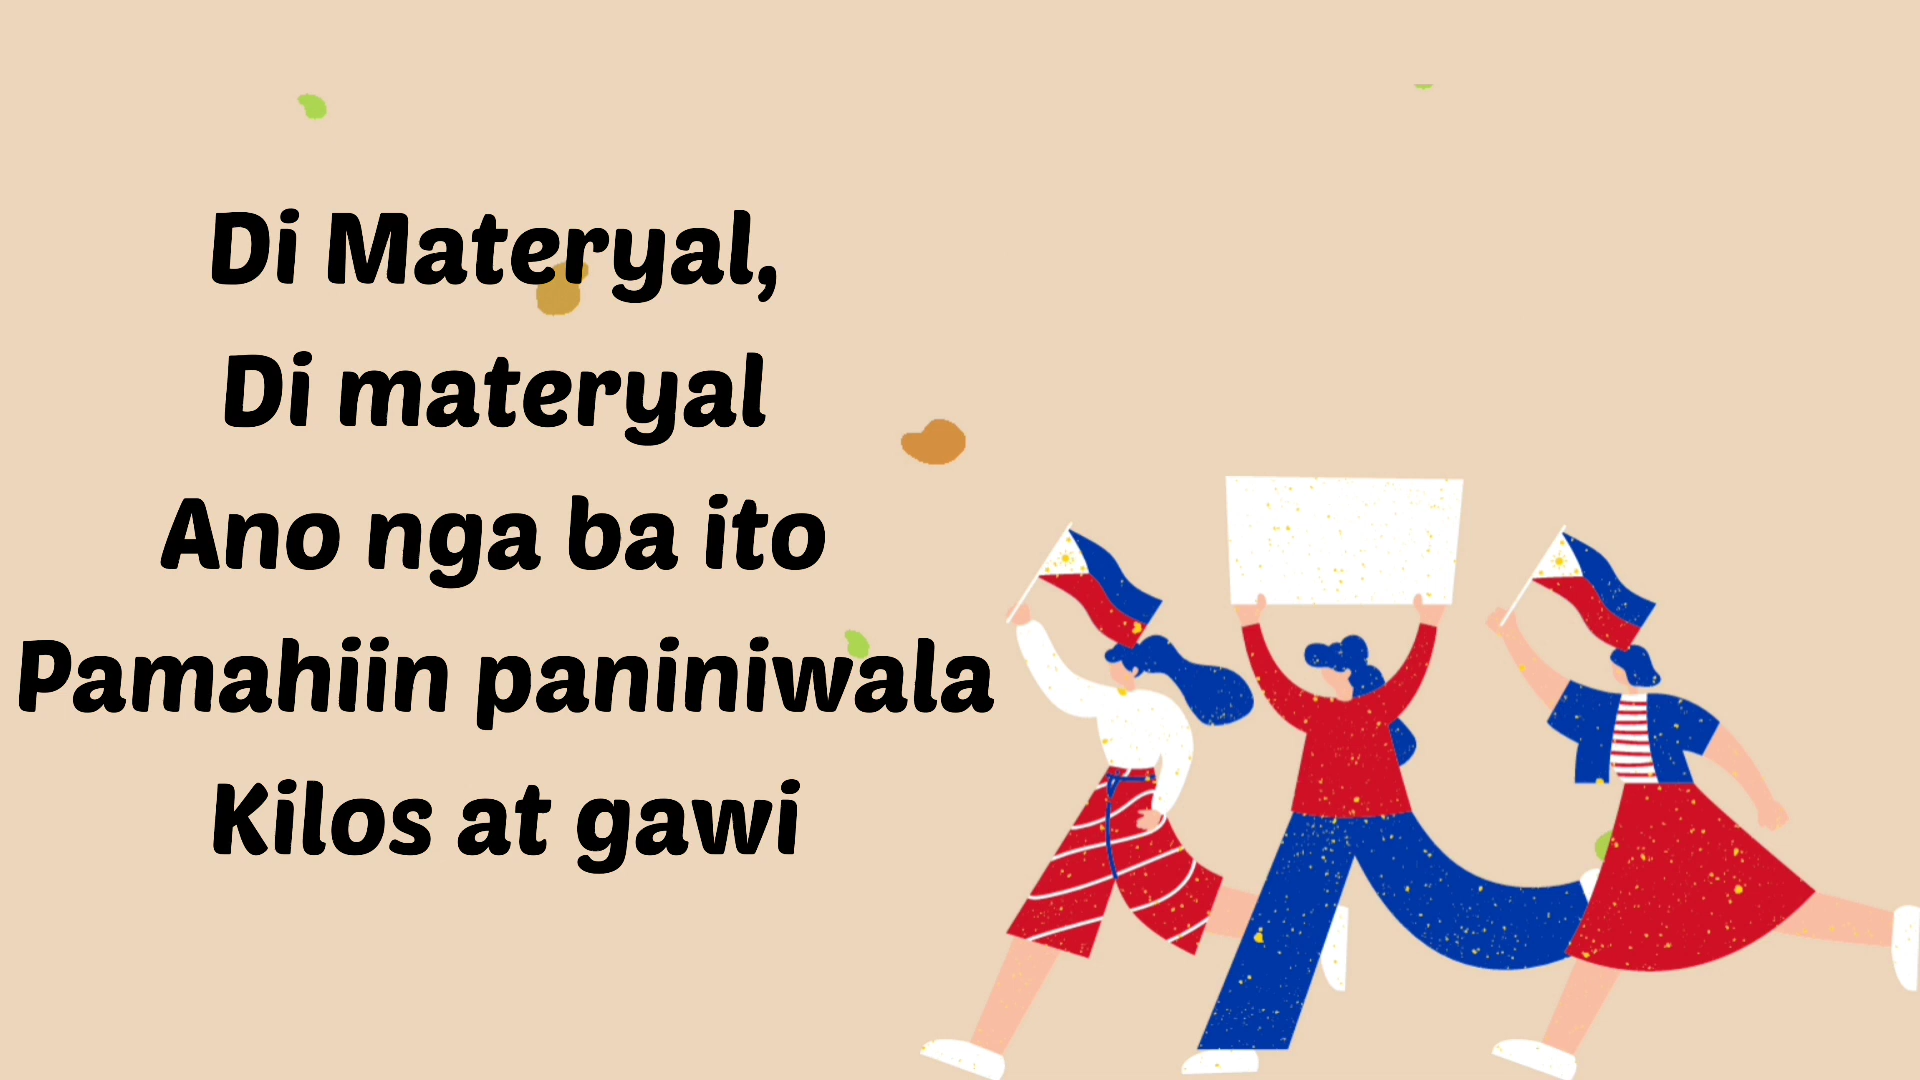 Di Materyal,
Di materyal
Ano nga ba ito
Pamahiin paniniwala
Kilos at gawi